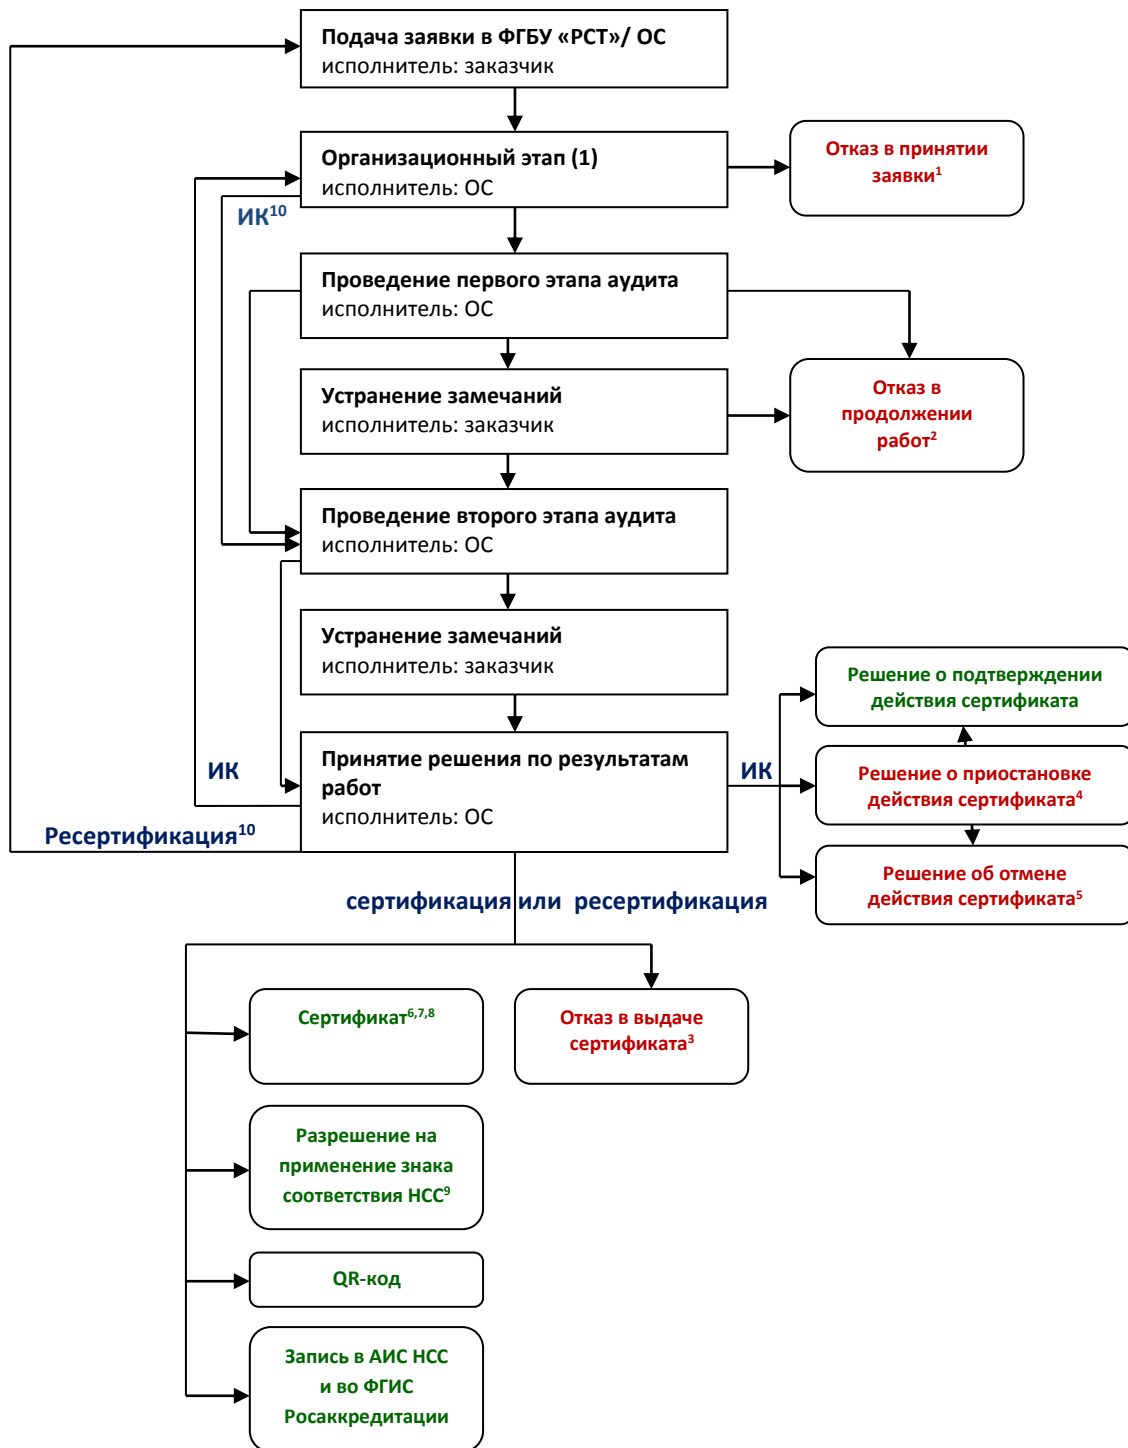 Подача заявки в ФГБУ «РСТ»/ ОС
исполнитель: заказчик
Организационный этап (1)
исполнитель: ОС
Отказ в принятии
заявки¹
ИК¹⁰
Проведение первого этапа аудита
исполнитель: ОС
Устранение замечаний
исполнитель: заказчик
Отказ в
продолжении
работ²
Проведение второго этапа аудита
исполнитель: ОС
Устранение замечаний
исполнитель: заказчик
Решение о подтверждении
действия сертификата
Принятие решения по результатам
работ
исполнитель: ОС
ИК
ИК
Решение о приостановке
действия сертификата⁴
Ресертификация¹⁰
Решение об отмене
действия сертификата⁵
сертификация или ресертификация
Сертификат⁶,⁷,⁸
Отказ в выдаче
сертификата³
Разрешение на
применение знака
соответствия НСС⁹
QR-код
Запись в АИС НСС
и во ФГИС
Росаккредитации